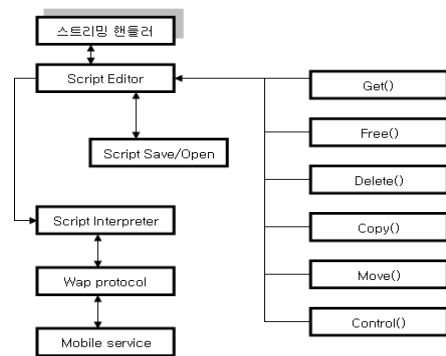 스트리밍 핸들러
Script Editor
Script Save/Open
Script Interpreter
Wap protocol
Mobile service
Get()
Free()
Delete()
Copy()
Move()
Control()